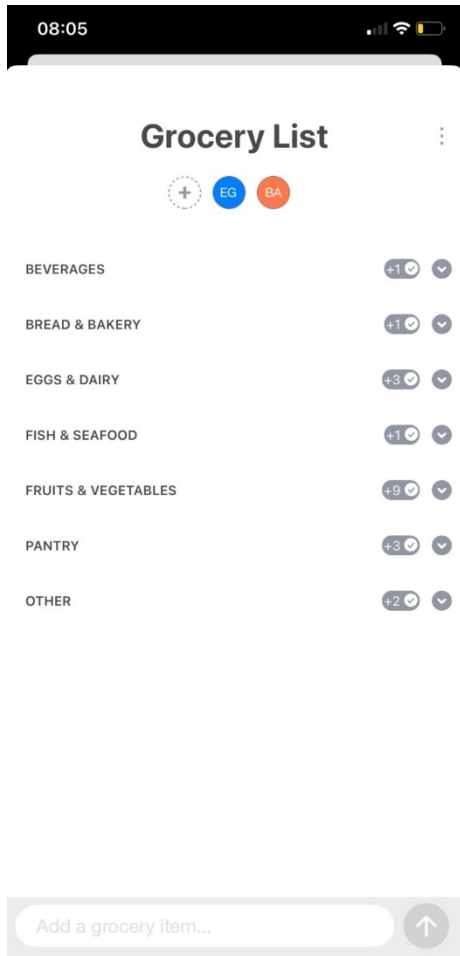 08:05
Grocery List
+ EG BA
BEVERAGES +1
BREAD & BAKERY +1
EGGS & DAIRY +3
FISH & SEAFOOD +1
FRUITS & VEGETABLES +9
PANTRY +3
OTHER +2
Add a grocery item...